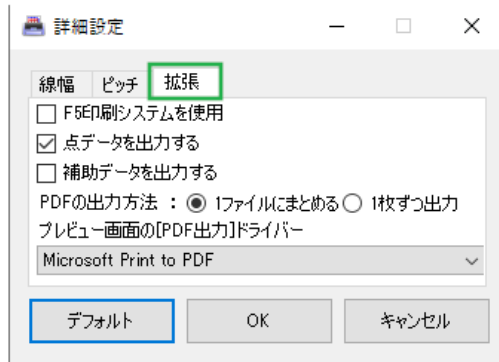 詳細設定
線幅 ピッチ 拡張
F5印刷システムを使用
点データを出力する
補助データを出力する
PDFの出力方法 : 1ファイルにまとめる 1枚ずつ出力
プレビュー画面の[PDF出力]ドライバー
Microsoft Print to PDF
デフォルト OK キャンセル